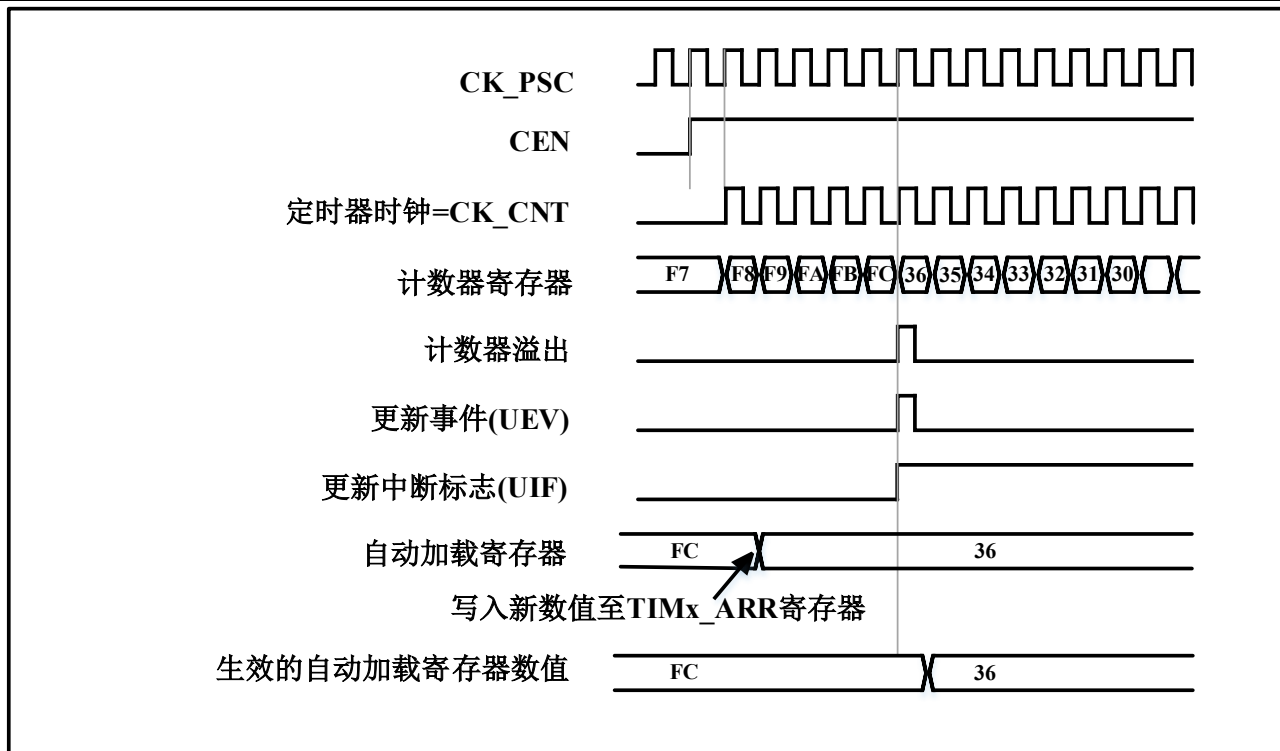 CK_PSC
CEN
定时器时钟=CK_CNT
计数器寄存器 F7 F8 F9 FA FB FC 36 35 34 33 32 31 30
计数器溢出
更新事件(UEV)
更新中断标志(UIF)
自动加载寄存器 FC 36
写入新数值至TIMx_ARR寄存器
生效的自动加载寄存器数值 FC 36